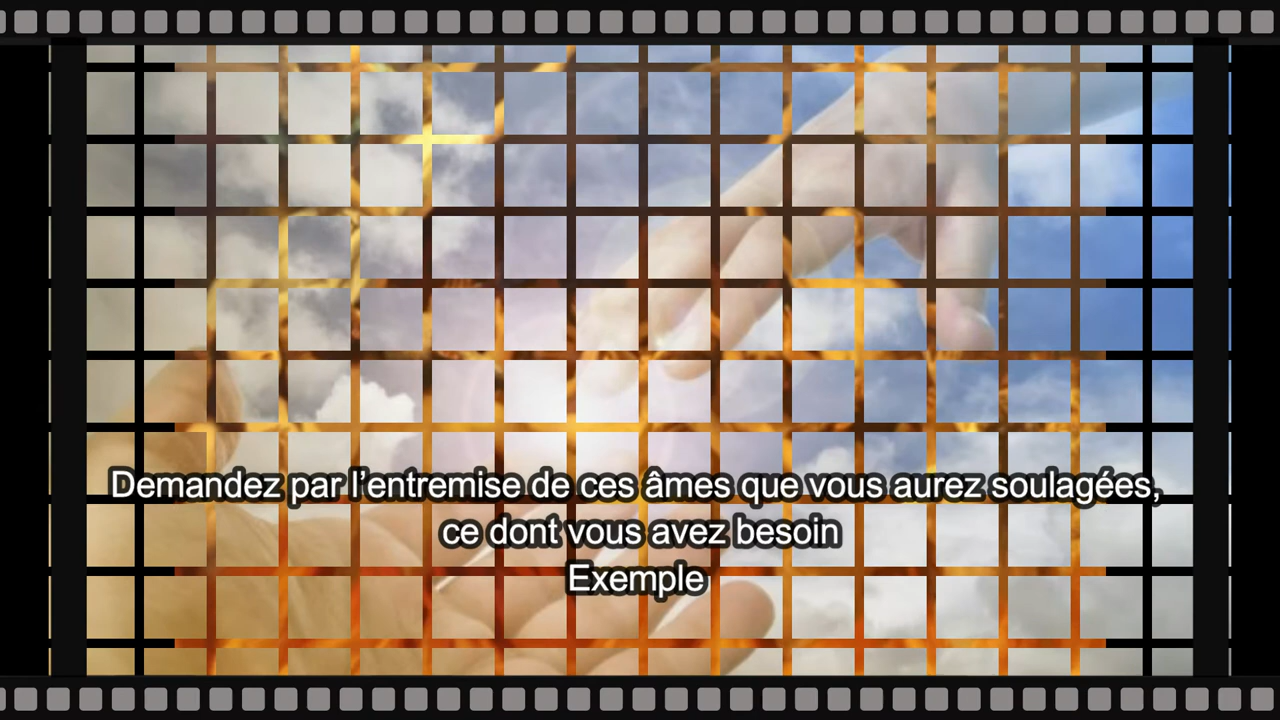 Demandez par l’entremise de ces âmes que vous aurez soulagées,
ce dont vous avez besoin
Exemple